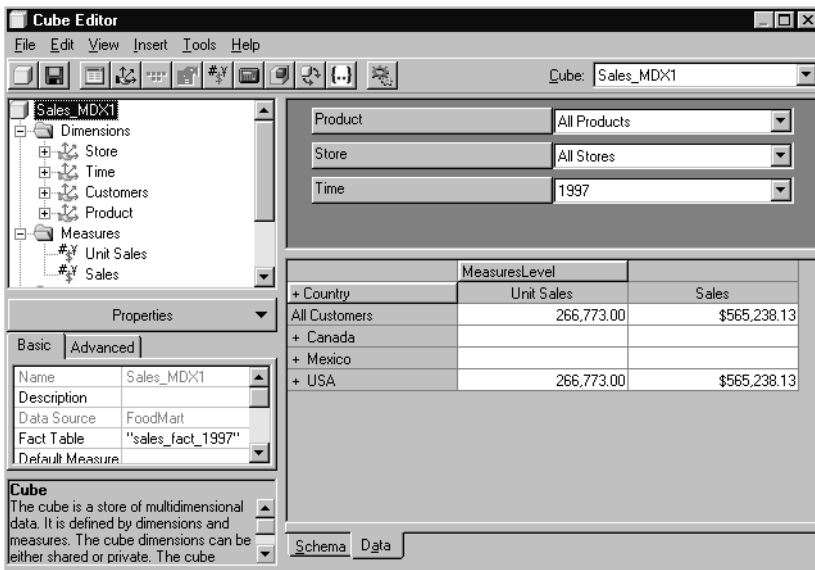 Cube Editor
File Edit View Insert Tools Help
Cube: Sales_MDX1
Sales_MDX1
Dimensions
Store
Time
Customers
Product
Measures
Unit Sales
Sales
Properties
Basic Advanced
Name Sales_MDX1
Description
Data Source FoodMart
Fact Table "sales_fact_1997"
Default Measure
Cube
The cube is a store of multidimensional
data. It is defined by dimensions and
measures. The cube dimensions can be
either shared or private. The cube
Product All Products
Store All Stores
Time 1997
MeasuresLevel
+ Country Unit Sales Sales
All Customers 266,773.00 $565,238.13
+ Canada
+ Mexico
+ USA 266,773.00 $565,238.13
Schema Data